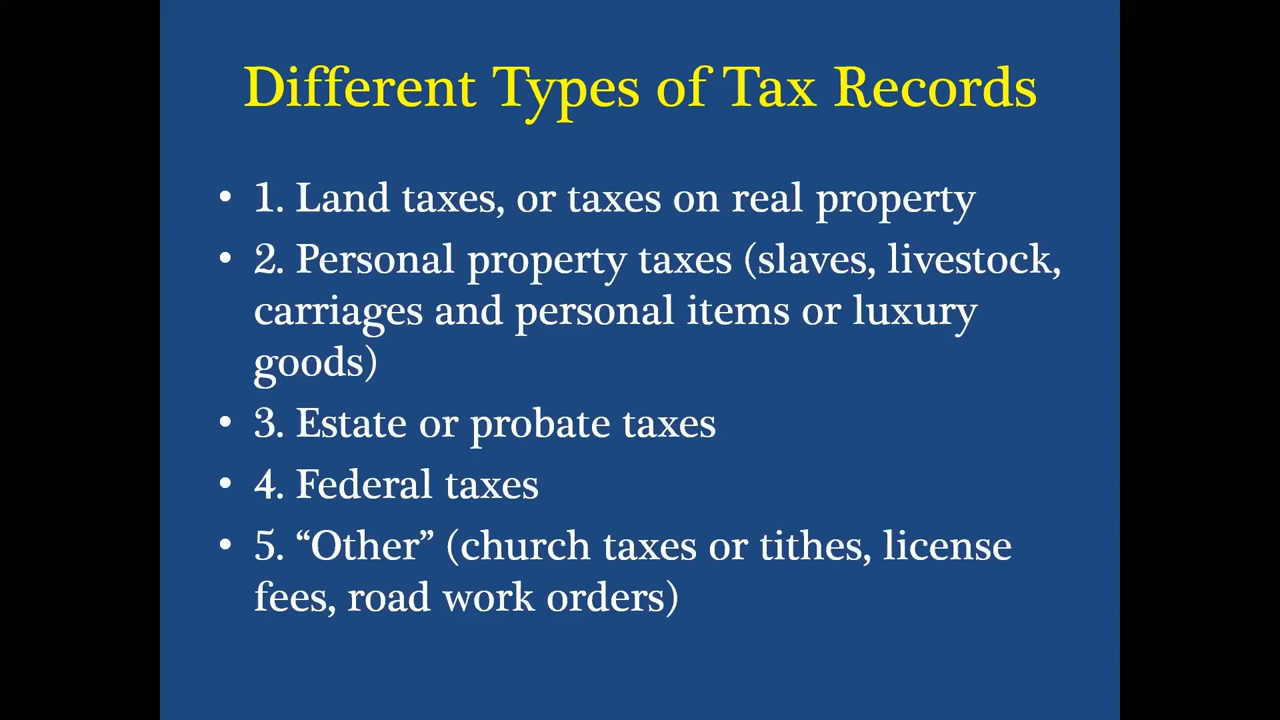 Different Types of Tax Records
• 1. Land taxes, or taxes on real property
• 2. Personal property taxes (slaves, livestock,
carriages and personal items or luxury
goods)
• 3. Estate or probate taxes
• 4. Federal taxes
• 5. “Other” (church taxes or tithes, license
fees, road work orders)